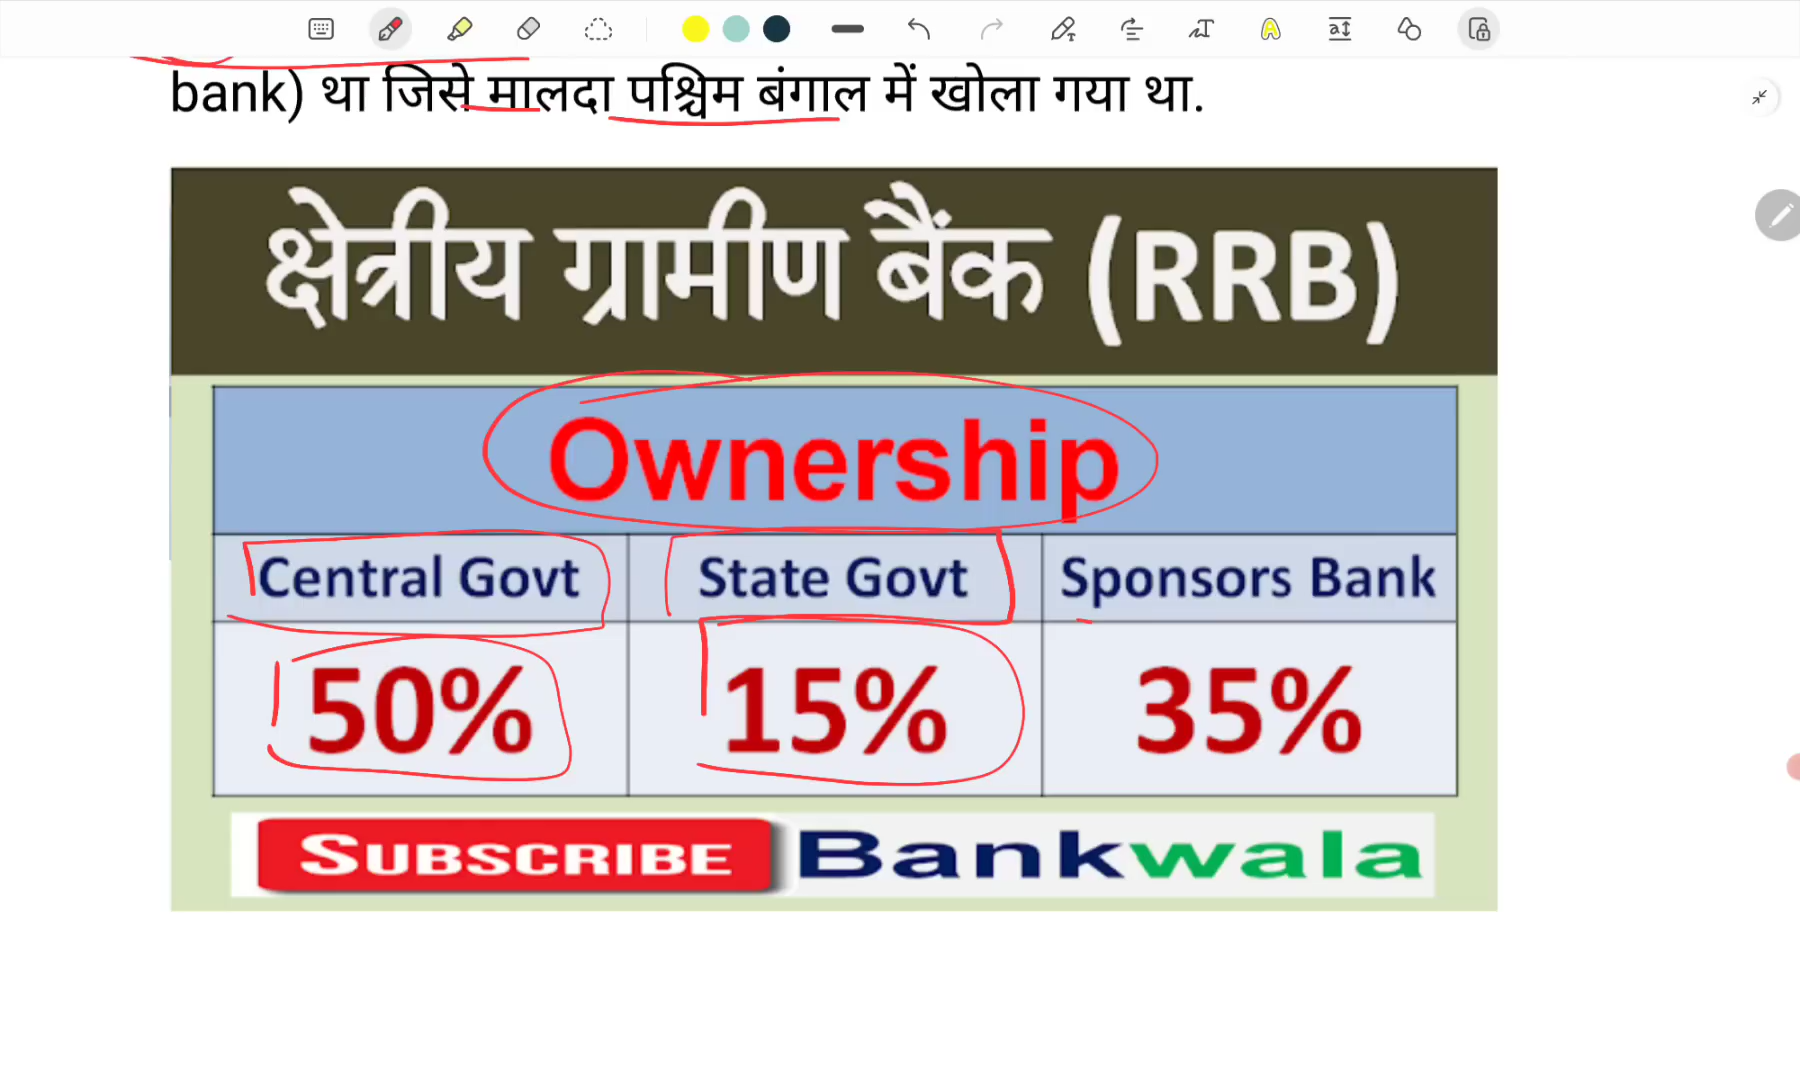 bank) था जिसे मालदा पश्चिम बंगाल में खोला गया था.
क्षेत्रीय ग्रामीण बैंक (RRB)
Ownership
Central Govt State Govt Sponsors Bank
50% 15% 35%
SUBSCRIBE Bankwala